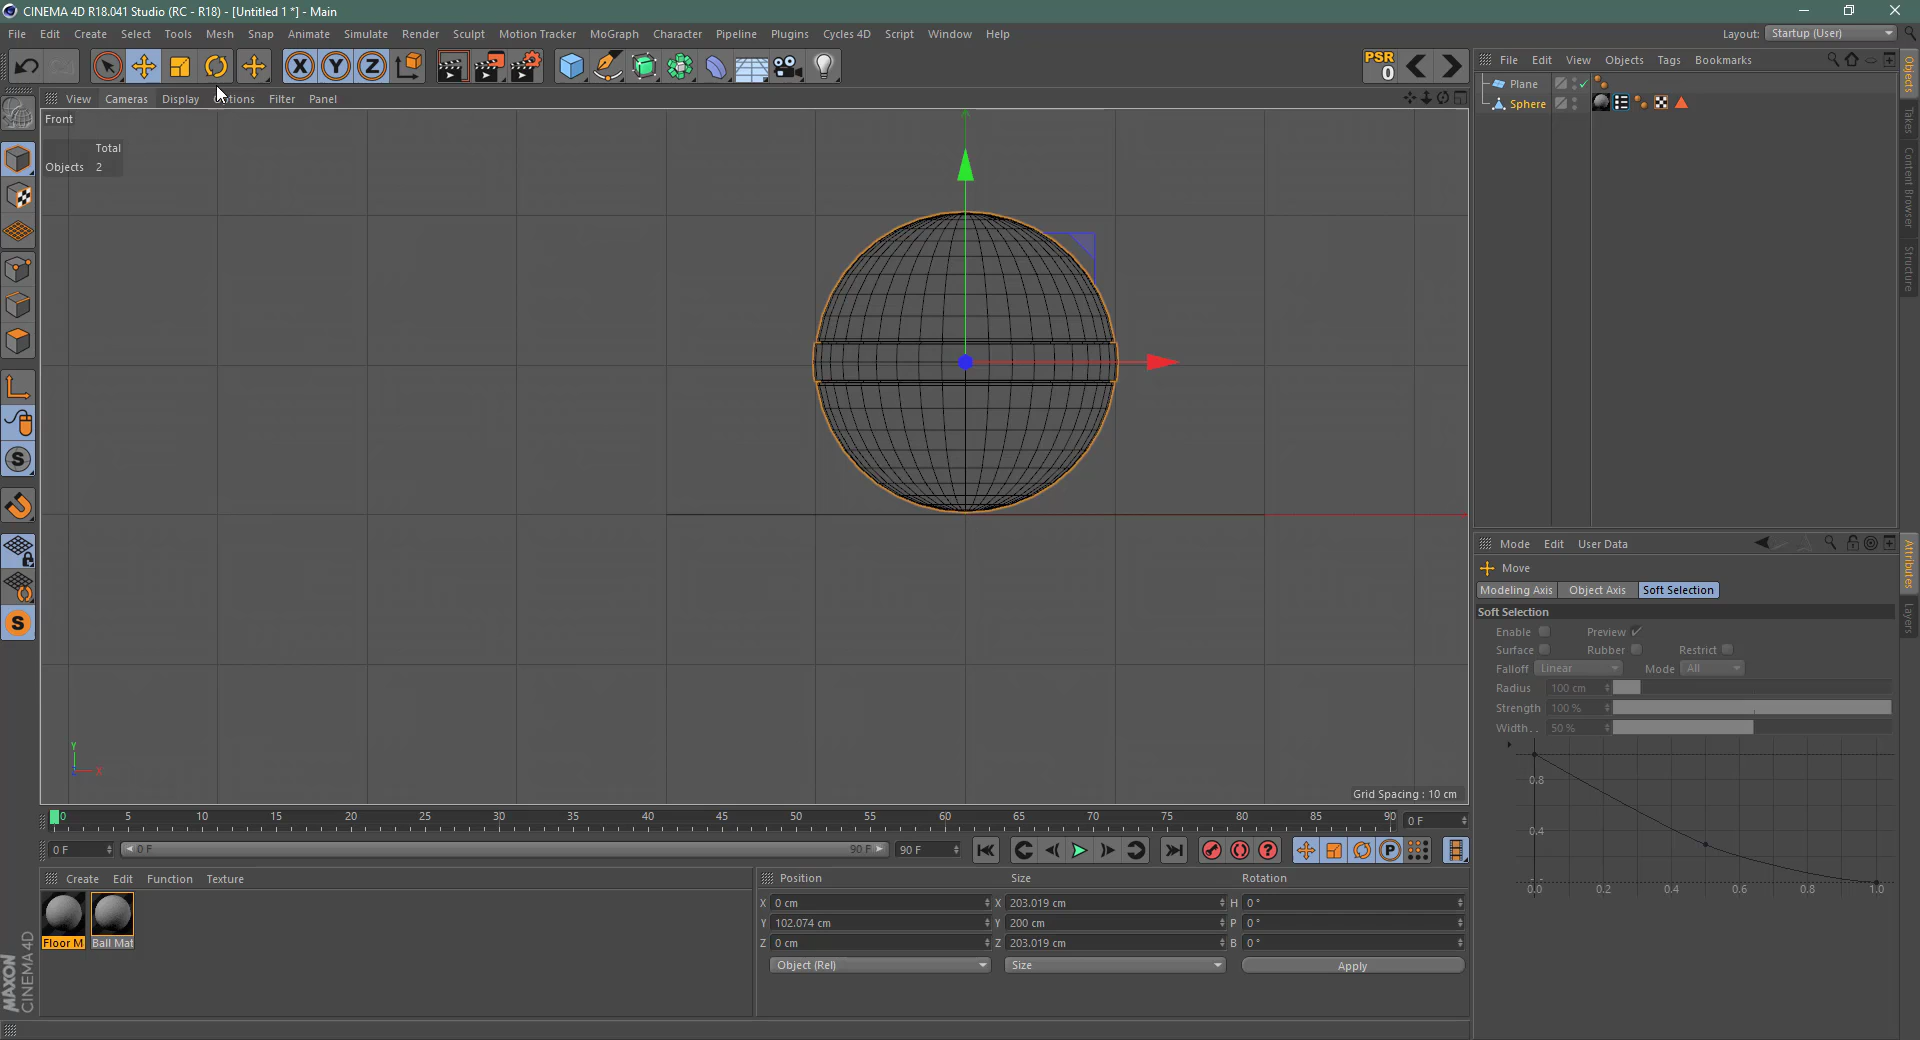 CINEMA 4D R18.041 Studio (RC - R18) - [Untitled 1 *] - Main
File Edit Create Select Tools Mesh Snap Animate Simulate Render Sculpt Motion Tracker MoGraph Character Pipeline Plugins Cycles 4D Script Window Help Layout: Startup (User)
X Y Z PSR 0
File Edit View Objects Tags Bookmarks
View Cameras Display Options Filter Panel
Plane
Sphere
Front
Total
Objects 2
Objects
Takes
Content Browser
Structure
Y
X
Grid Spacing : 10 cm
S
S
Mode Edit User Data
Move
Modeling Axis Object Axis Soft Selection
Soft Selection
Enable Preview
Surface Rubber Restrict
Falloff Linear Mode All
Radius 100 cm
Strength 100 %
Width.. 50 %
0.8
0.4
0.0 0.2 0.4 0.6 0.8 1.0
Attributes
Layers
0 5 10 15 20 25 30 35 40 45 50 55 60 65 70 75 80 85 90 0 F
0 F 0 F 90 F 90 F P
Create Edit Function Texture
Floor M Ball Mat
Position Size Rotation
X 0 cm X 203.019 cm H 0 °
Y 102.074 cm Y 200 cm P 0 °
Z 0 cm Z 203.019 cm B 0 °
Object (Rel) Size Apply
MAXON
CINEMA 4D